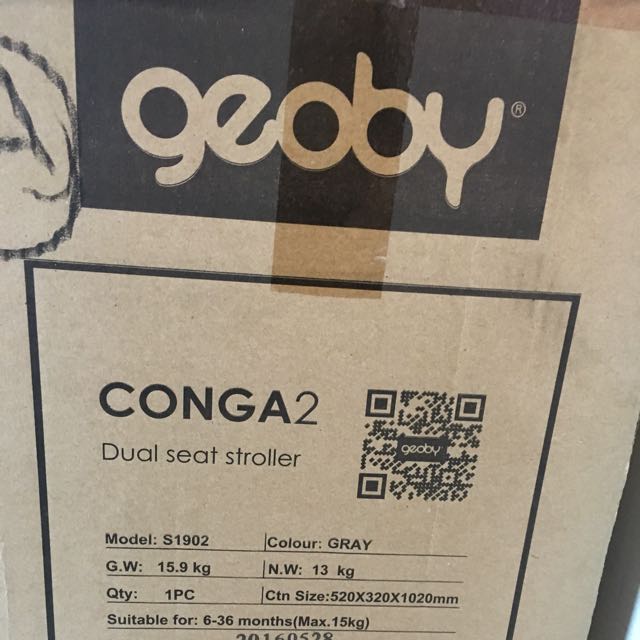 geoby®
CONGA2
Dual seat stroller
geoby
Model: S1902 Colour: GRAY
G.W: 15.9 kg N.W: 13 kg
Qty: 1PC Ctn Size:520X320X1020mm
Suitable for: 6-36 months(Max.15kg)
20160528